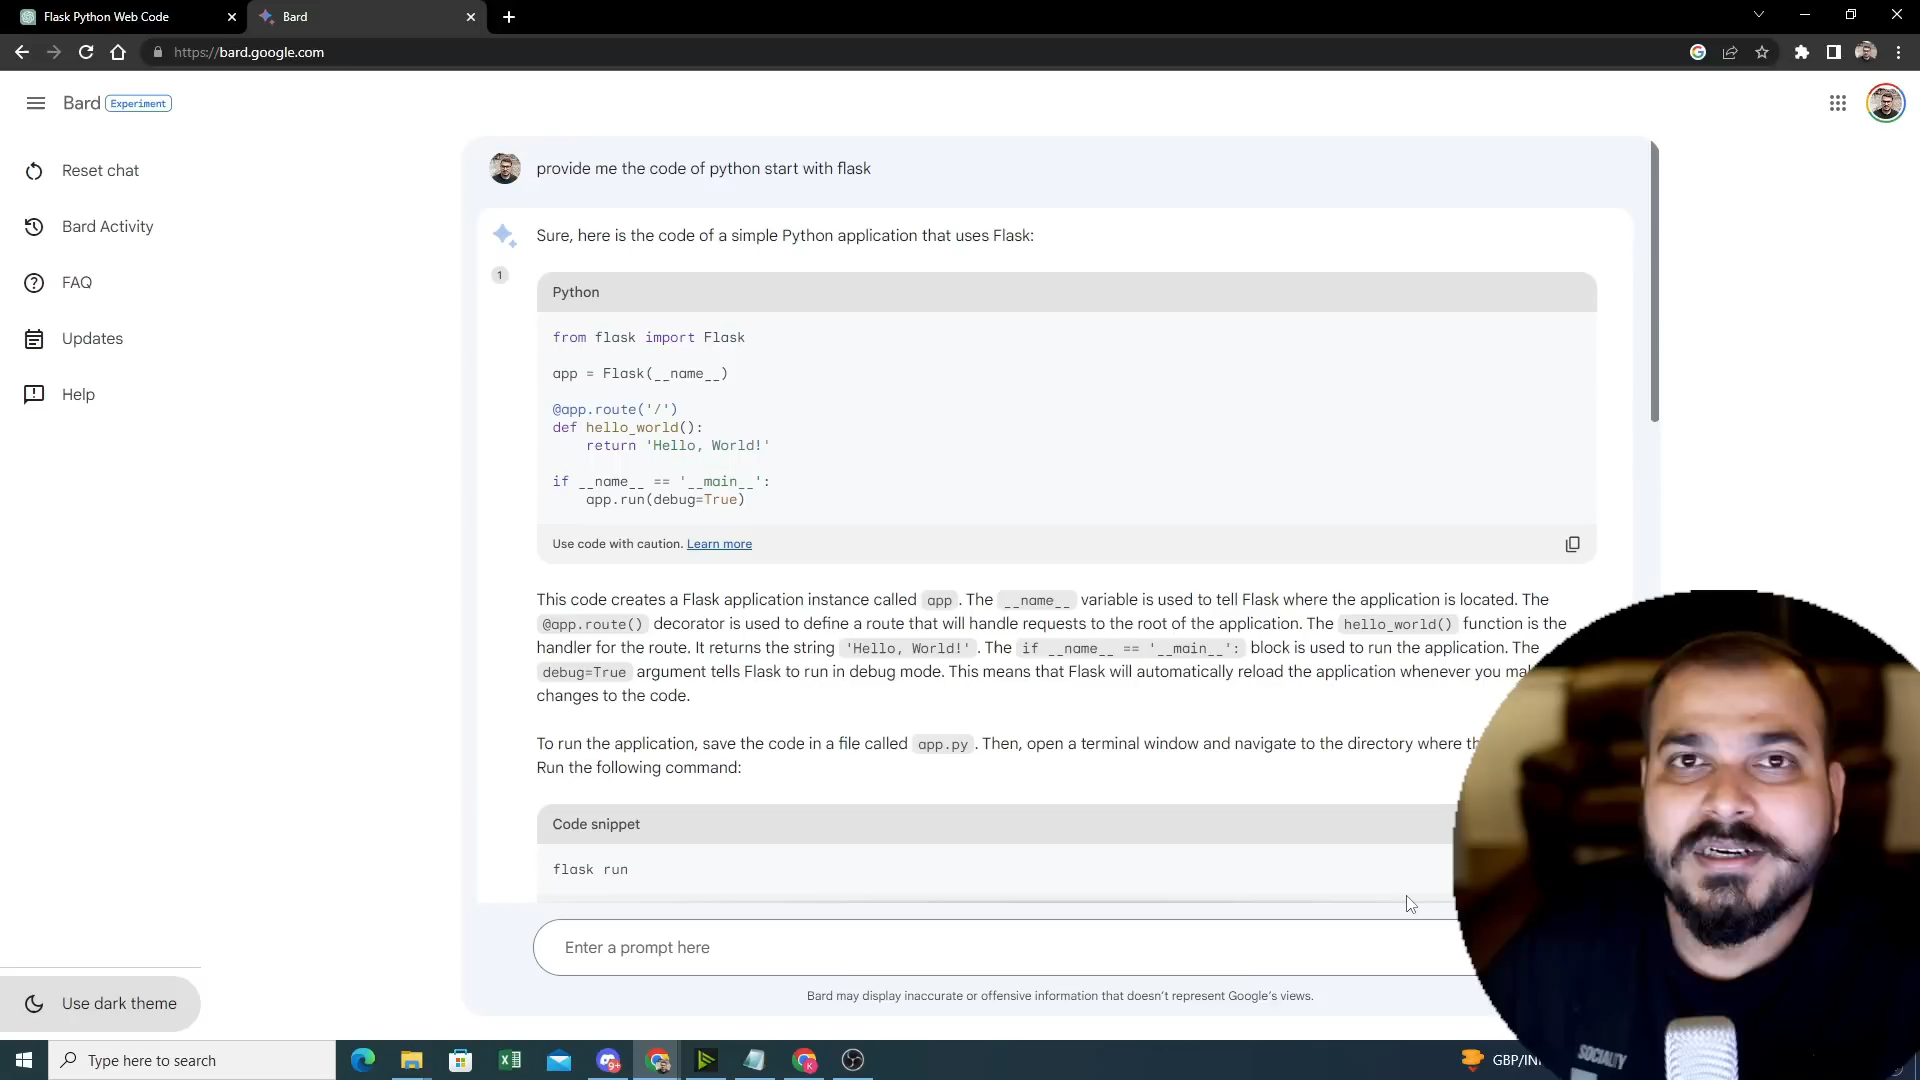 Flask Python Web Code
Bard
https://bard.google.com
Bard Experiment
Reset chat
Bard Activity
FAQ
Updates
Help
Use dark theme
provide me the code of python start with flask
Sure, here is the code of a simple Python application that uses Flask:
1
Python
from flask import Flask
app = Flask(__name__)
@app.route('/')
def hello_world():
    return 'Hello, World!'
if __name__ == '__main__':
    app.run(debug=True)
Use code with caution. Learn more
This code creates a Flask application instance called app . The __name__ variable is used to tell Flask where the application is located. The
@app.route() decorator is used to define a route that will handle requests to the root of the application. The hello_world() function is the
handler for the route. It returns the string 'Hello, World!' . The if __name__ == '__main__': block is used to run the application. The
debug=True argument tells Flask to run in debug mode. This means that Flask will automatically reload the application whenever you
changes to the code.
To run the application, save the code in a file called app.py . Then, open a terminal window and navigate to the directory where
Run the following command:
Code snippet
flask run
Enter a prompt here
Bard may display inaccurate or offensive information that doesn't represent Google's views.
Type here to search
9+
SOCIALITY